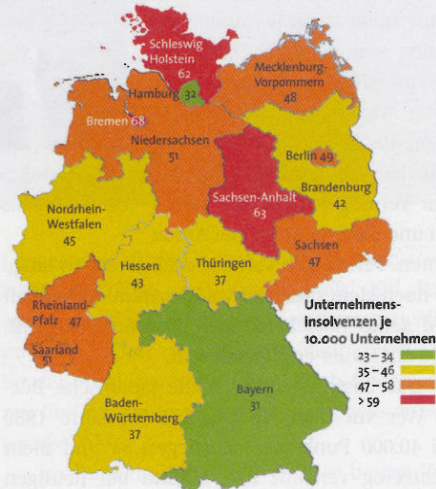 Schleswig
Holstein
62
Mecklenburg-
Vorpommern
48
Hamburg 32
Bremen 68
Niedersachsen
51
Berlin 49
Brandenburg
42
Sachsen-Anhalt
63
Nordrhein-
Westfalen
45
Sachsen
47
Hessen
43
Thüringen
37
Rheinland-
Pfalz 47
Saarland
51
Baden-
Württemberg
37
Bayern
31
Unternehmens-
insolvenzen je
10.000 Unternehmen
23–34
35–46
47–58
> 59